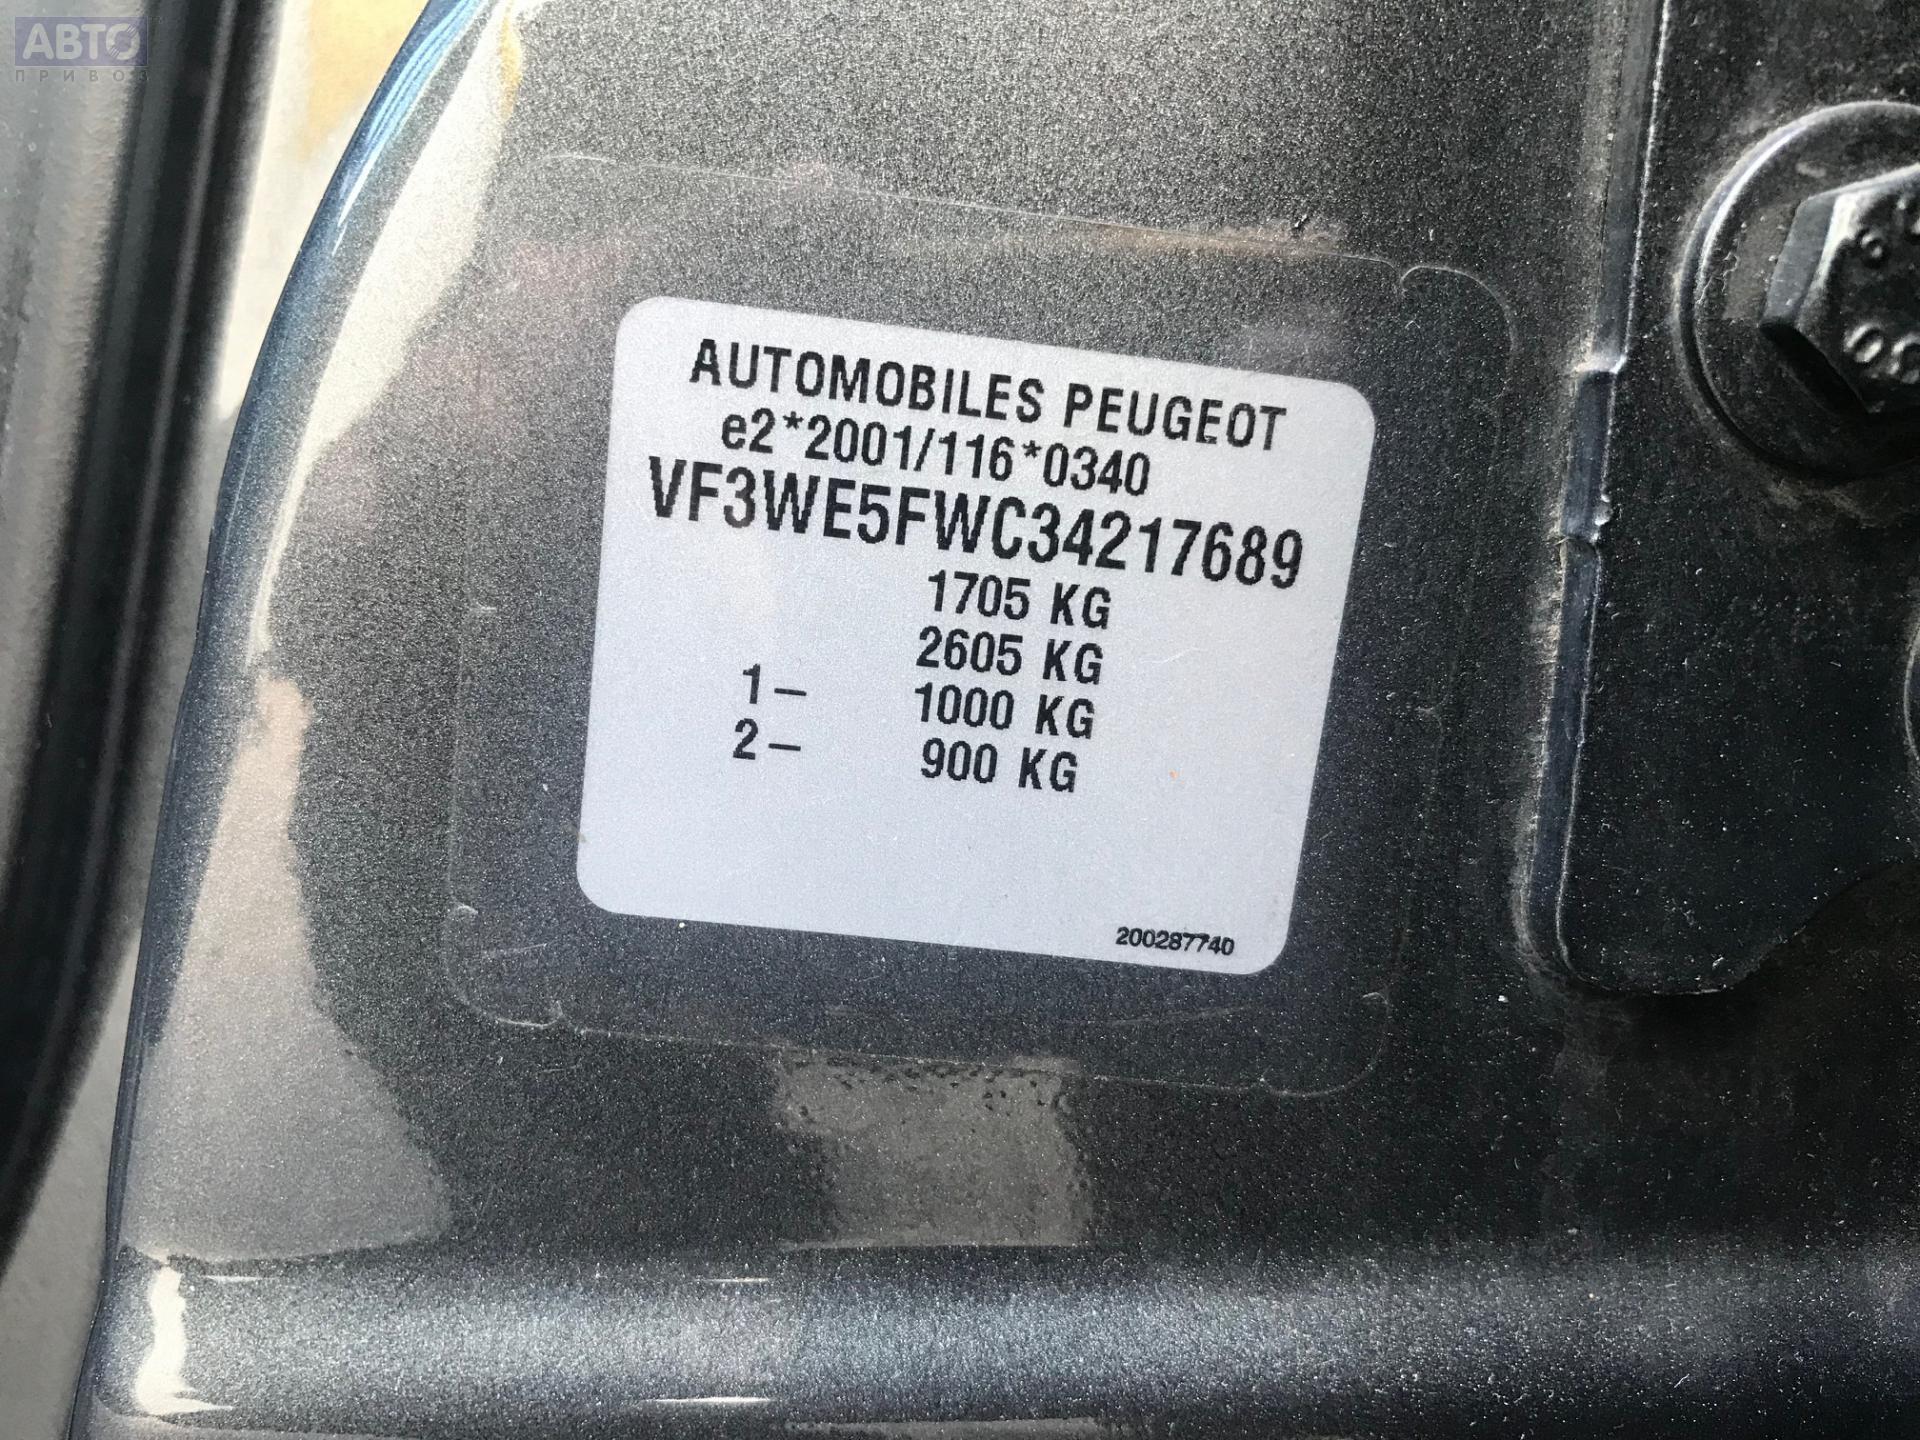 АВТО
ПРИВОЗ
AUTOMOBILES PEUGEOT
e2*2001/116*0340
VF3WE5FWC34217689
1705 KG
2605 KG
1- 1000 KG
2- 900 KG
200287740